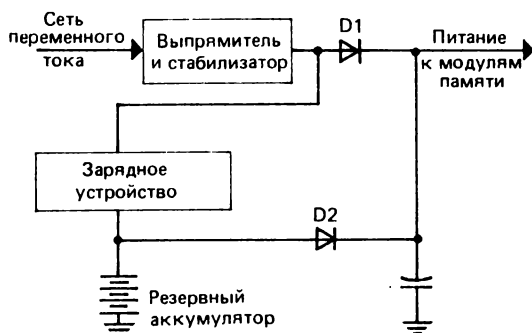 Сеть
переменного
тока
Выпрямитель
и стабилизатор
D1
Питание
к модулям
памяти
Зарядное
устройство
D2
Резервный
аккумулятор